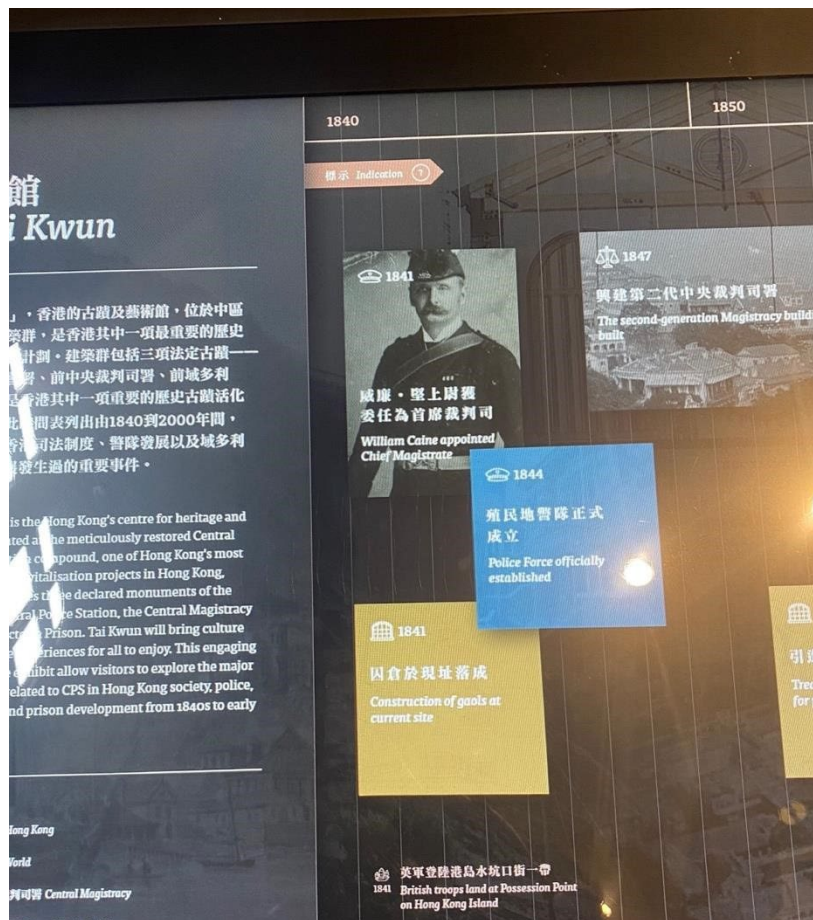 館
Kwun
」，香港的古蹟及藝術館，位於中區
築群，是香港其中一項最重要的歷史
計劃。建築群包括三項法定古蹟——
署、前中央裁判司署、前域多利
香港其中一項重要的歷史古蹟活化
間表列出由1840到2000年間，
司法制度、警隊發展以及域多利
發生過的重要事件。
is the Hong Kong's centre for heritage and
the meticulously restored Central
compound, one of Hong Kong's most
vitalisation projects in Hong Kong,
declared monuments of the
Station, the Central Magistracy
Prison. Tai Kwun will bring culture
for all to enjoy. This engaging
allow visitors to explore the major
related to CPS in Hong Kong society, police,
prison development from 1840s to early
Hong Kong
World
判司署 Central Magistracy
1840
1850
標示 Indication
1841
威廉·堅上尉獲
委任為首席裁判司
William Caine appointed
Chief Magistrate
1847
興建第二代中央裁判司署
The second-generation Magistracy
built
1844
殖民地警隊正式
成立
Police Force officially
established
1841
囚倉於現址落成
Construction of gaols at
current site
for
1841
英軍登陸港島水坑口街一帶
British troops land at Possession Point
on Hong Kong Island